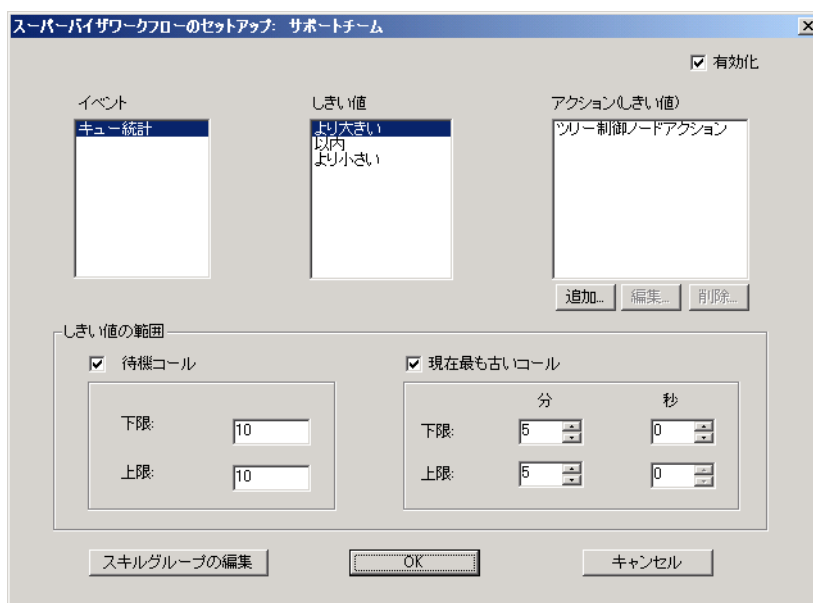 スーパーバイザワークフローのセットアップ: サポートチーム
有効化
イベント
しきい値
アクション(しきい値)
キュー統計
より大きい
以内
より小さい
ツリー制御ノードアクション
追加...
編集...
削除...
しきい値の範囲
待機コール
現在最も古いコール
分
秒
下限:
10
下限:
5
0
上限:
10
上限:
5
0
スキルグループの編集
OK
キャンセル